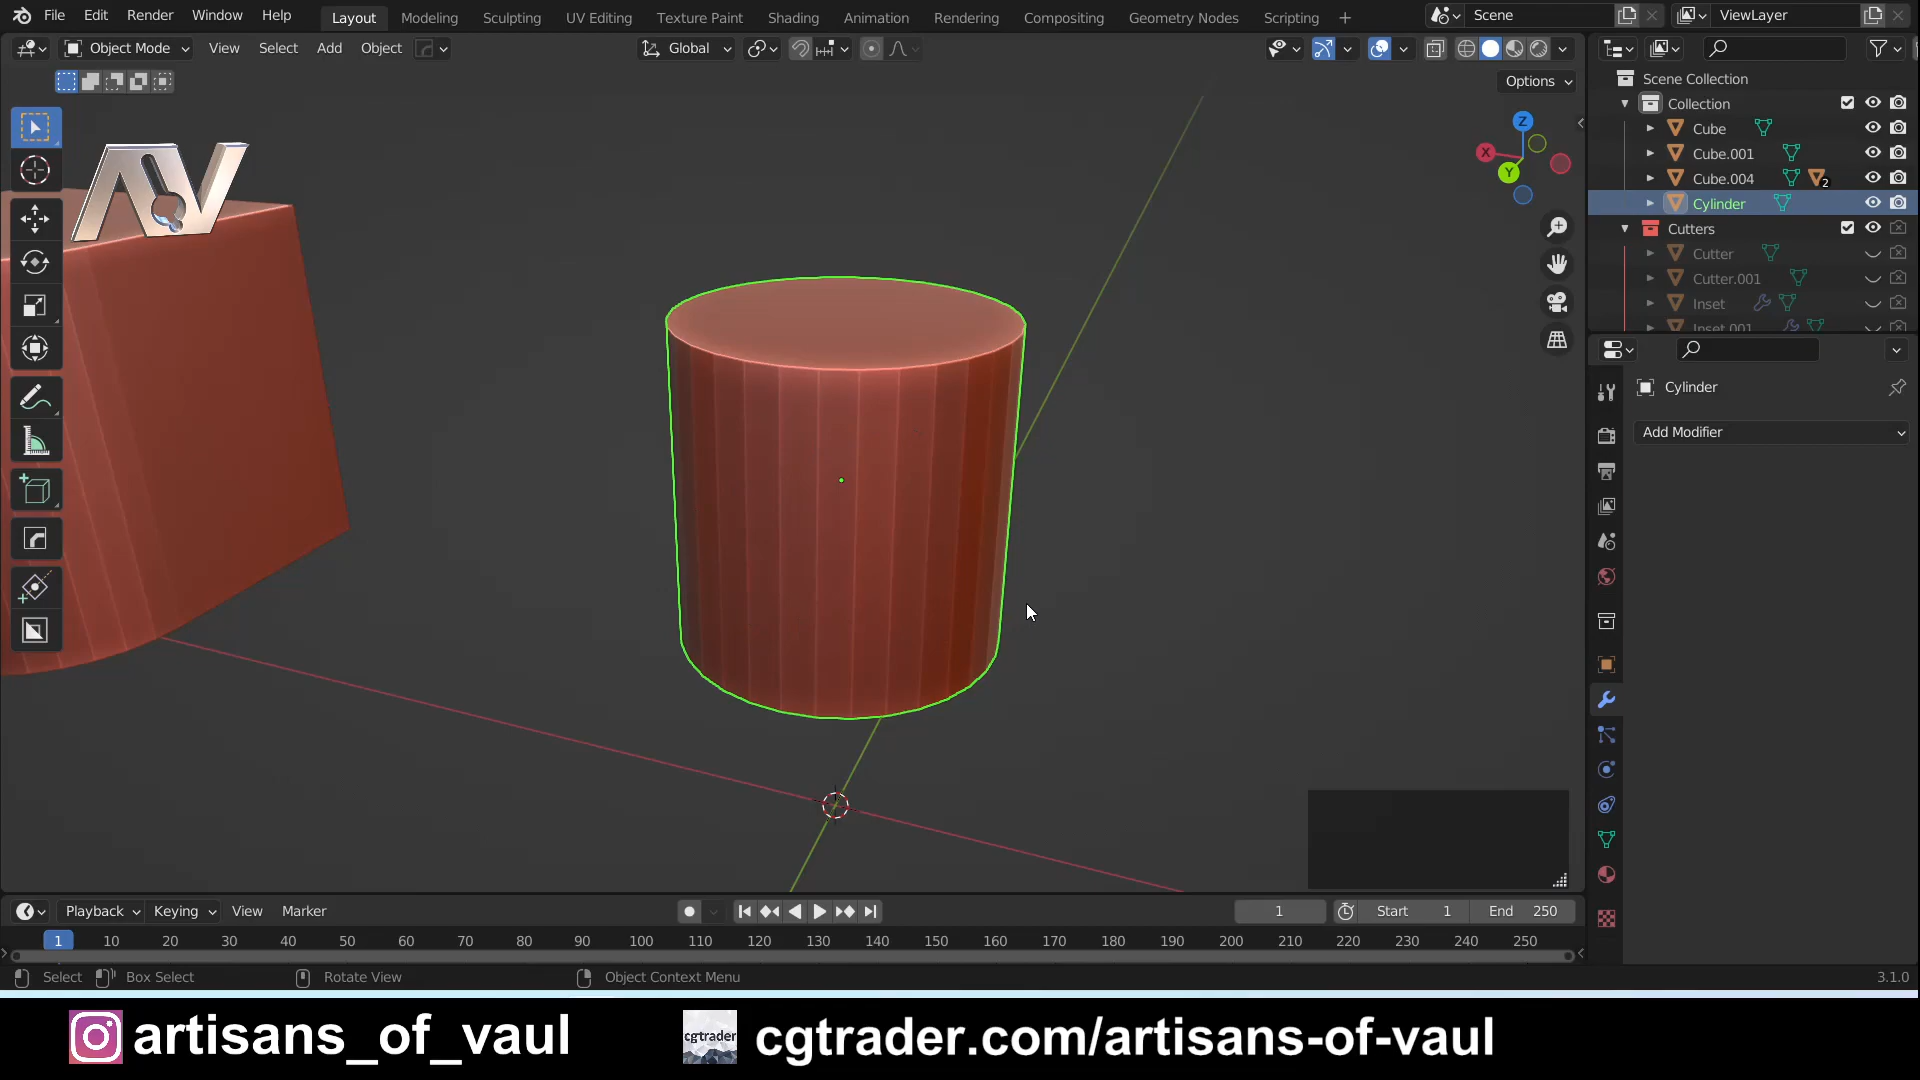 File Edit Render Window Help Layout Modeling Sculpting UV Editing Texture Paint Shading Animation Rendering Compositing Geometry Nodes Scripting + Scene ViewLayer
Object Mode View Select Add Object Global
Options
Scene Collection
Collection
Cube
Cube.001
Cube.004 2
Cylinder
Cutters
Cutter
Cutter.001
Inset
Inset.001
Cylinder
Add Modifier
X Y Z
AV
Playback Keying View Marker 1 Start 1 End 250
1 10 20 30 40 50 60 70 80 90 100 110 120 130 140 150 160 170 180 190 200 210 220 230 240 250
Select Box Select Rotate View Object Context Menu 3.1.0
artisans_of_vaul cgtrader cgtrader.com/artisans-of-vaul